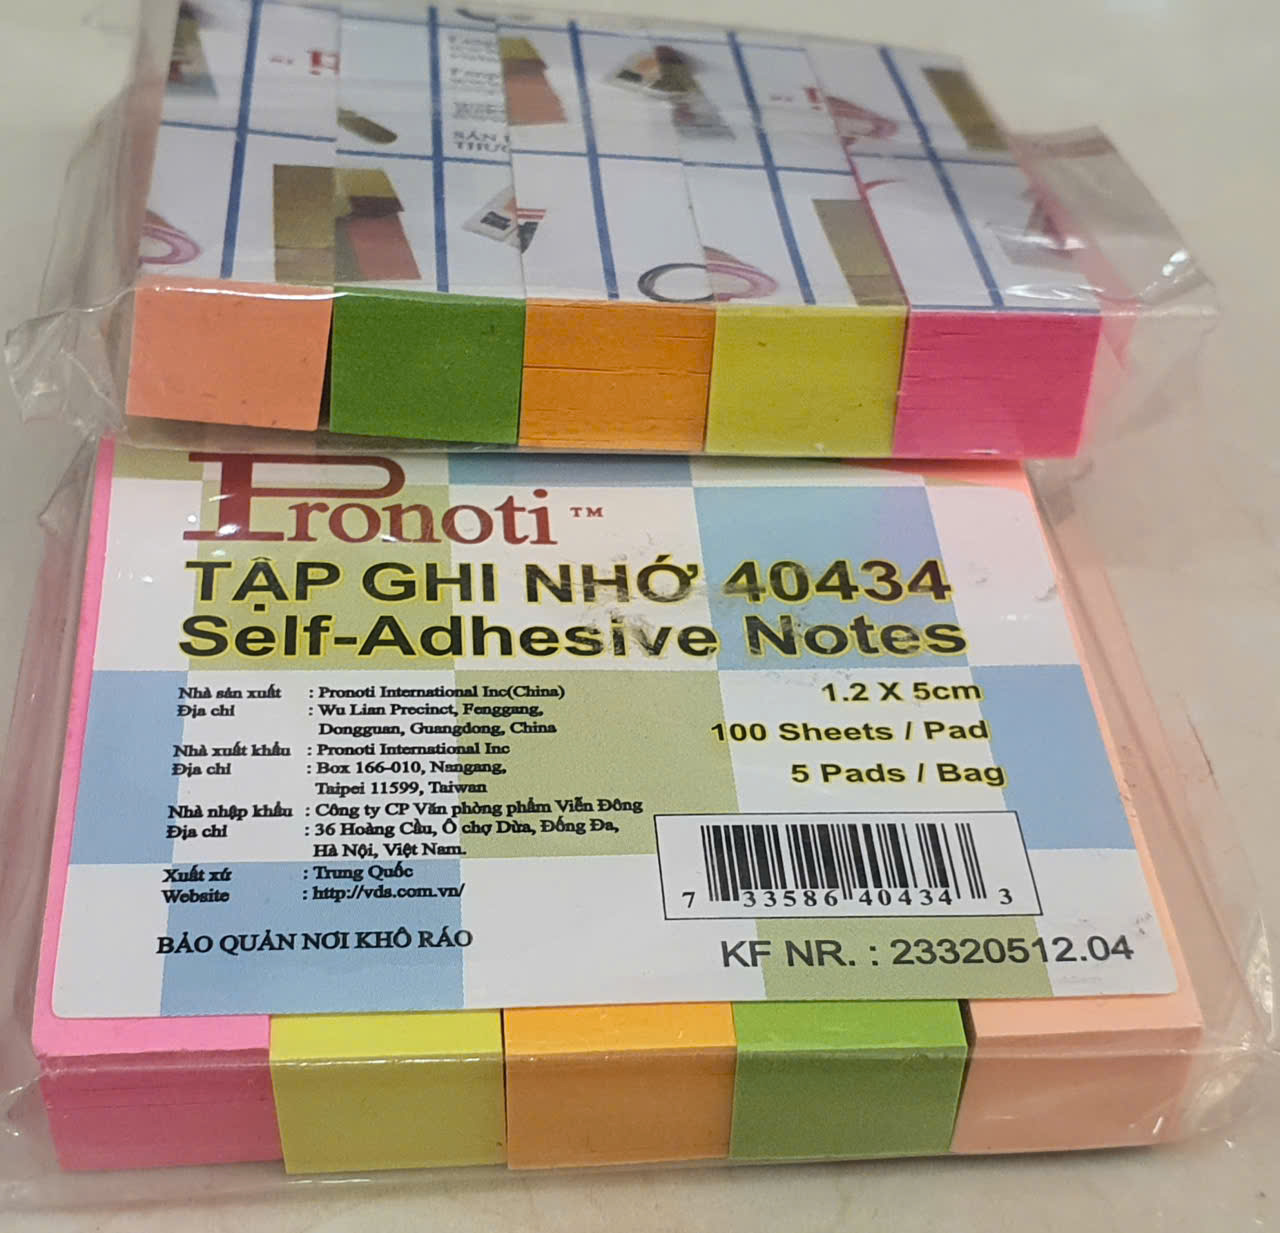 SẢN
Pronoti™
TẬP GHI NHỚ 40434
Self-Adhesive Notes
1.2 X 5cm
100 Sheets / Pad
5 Pads / Bag
Nhà sản xuất : Pronoti International Inc(China)
Địa chỉ : Wu Lian Precinct, Fenggang,
Dongguan, Guangdong, China
Nhà xuất khẩu : Pronoti International Inc
Địa chỉ : Box 166-010, Nangang,
Taipei 11599, Taiwan
Nhà nhập khẩu : Công ty CP Văn phòng phẩm Viễn Đông
Địa chỉ : 36 Hoàng Cầu, Ô chợ Dừa, Đống Đa,
Hà Nội, Việt Nam.
Xuất xứ : Trung Quốc
Website : http://vds.com.vn/
BẢO QUẢN NƠI KHÔ RÁO
7 33586 40434 3
KF NR. : 23320512.04